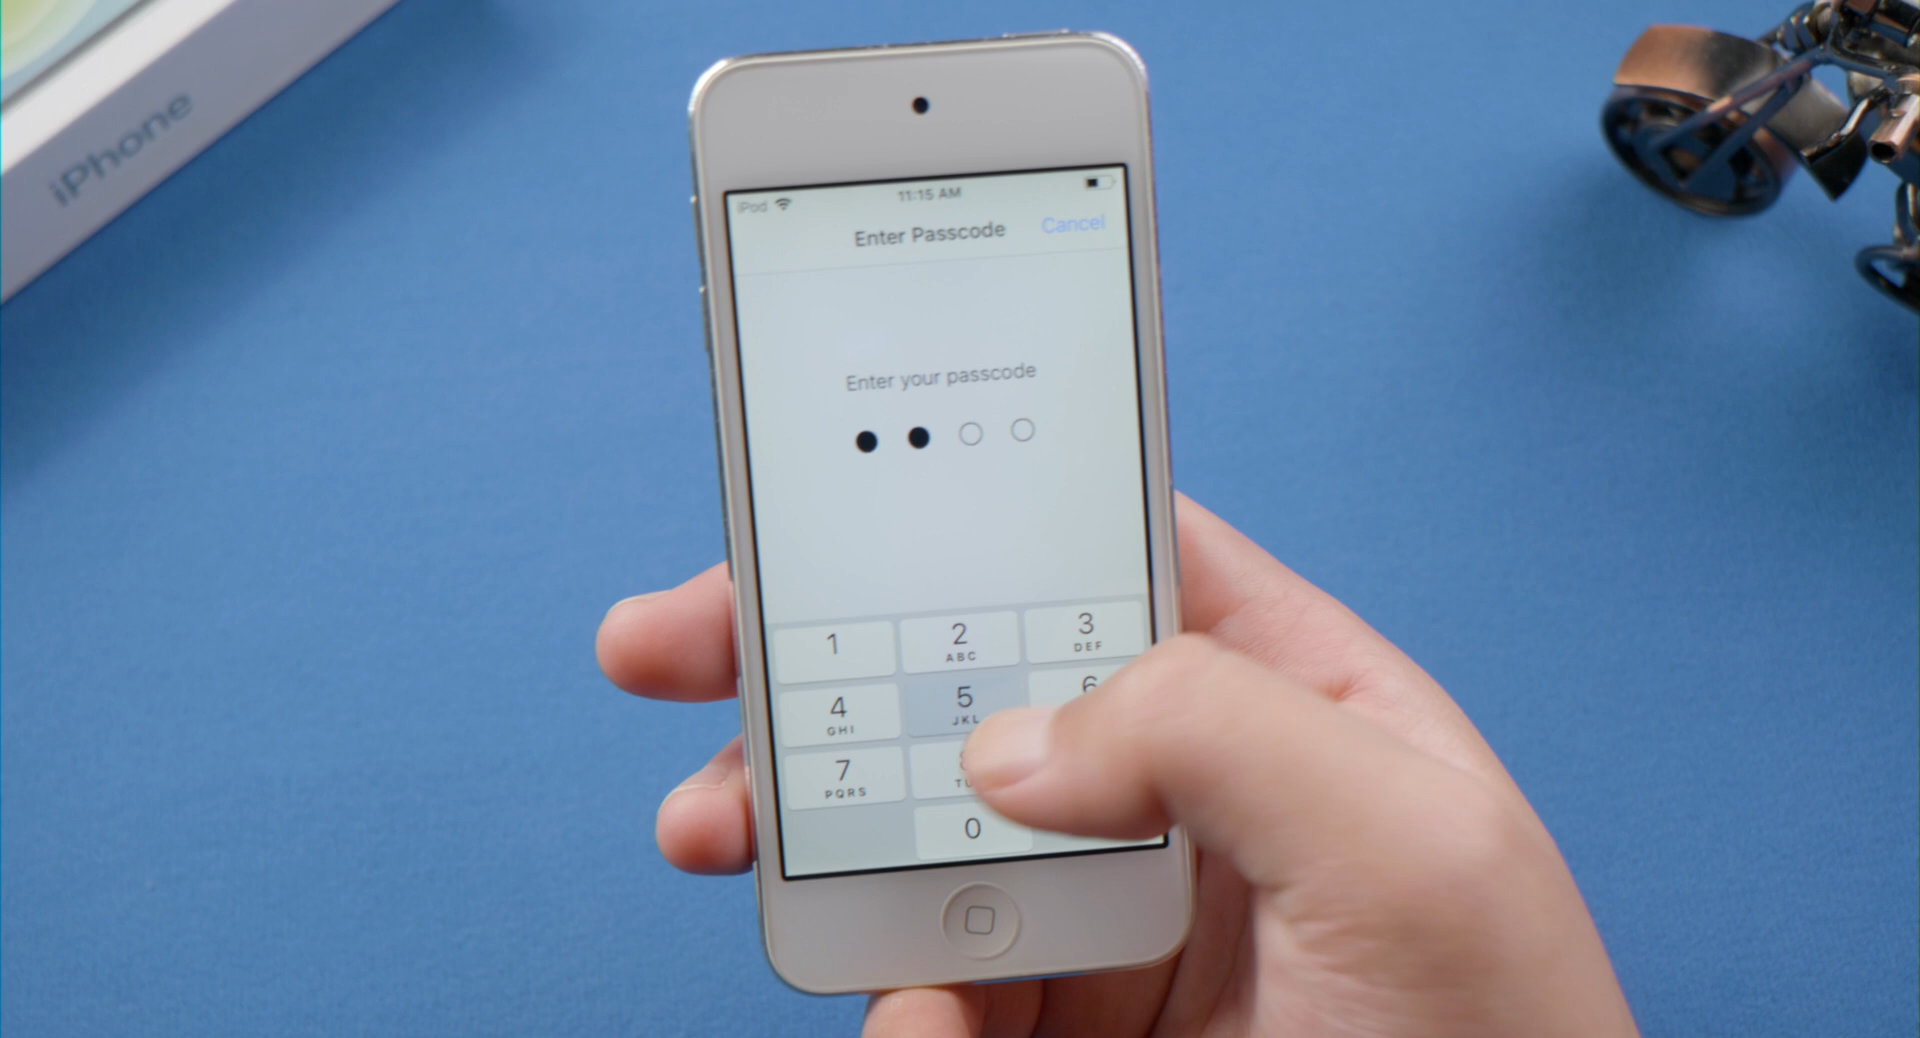 iPhone
iPod 11:15 AM
Enter Passcode Cancel
Enter your passcode
1 2 3
ABC DEF
4 5 6
GHI JKL
7
PQRS TU
0